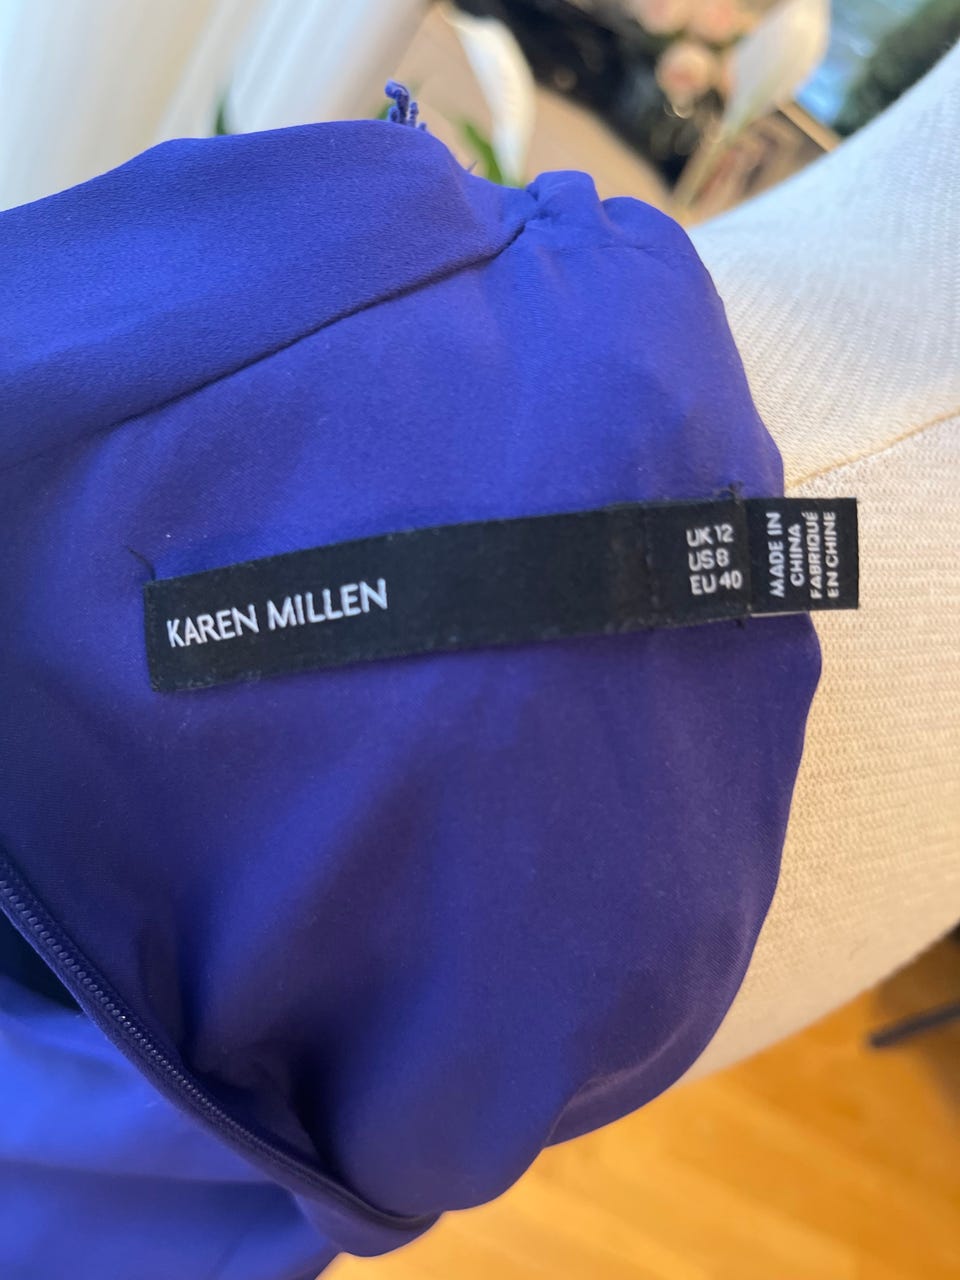 KAREN MILLEN
UK 12
US 8
EU 40
MADE IN
CHINA
FABRIQUÉ
EN CHINE